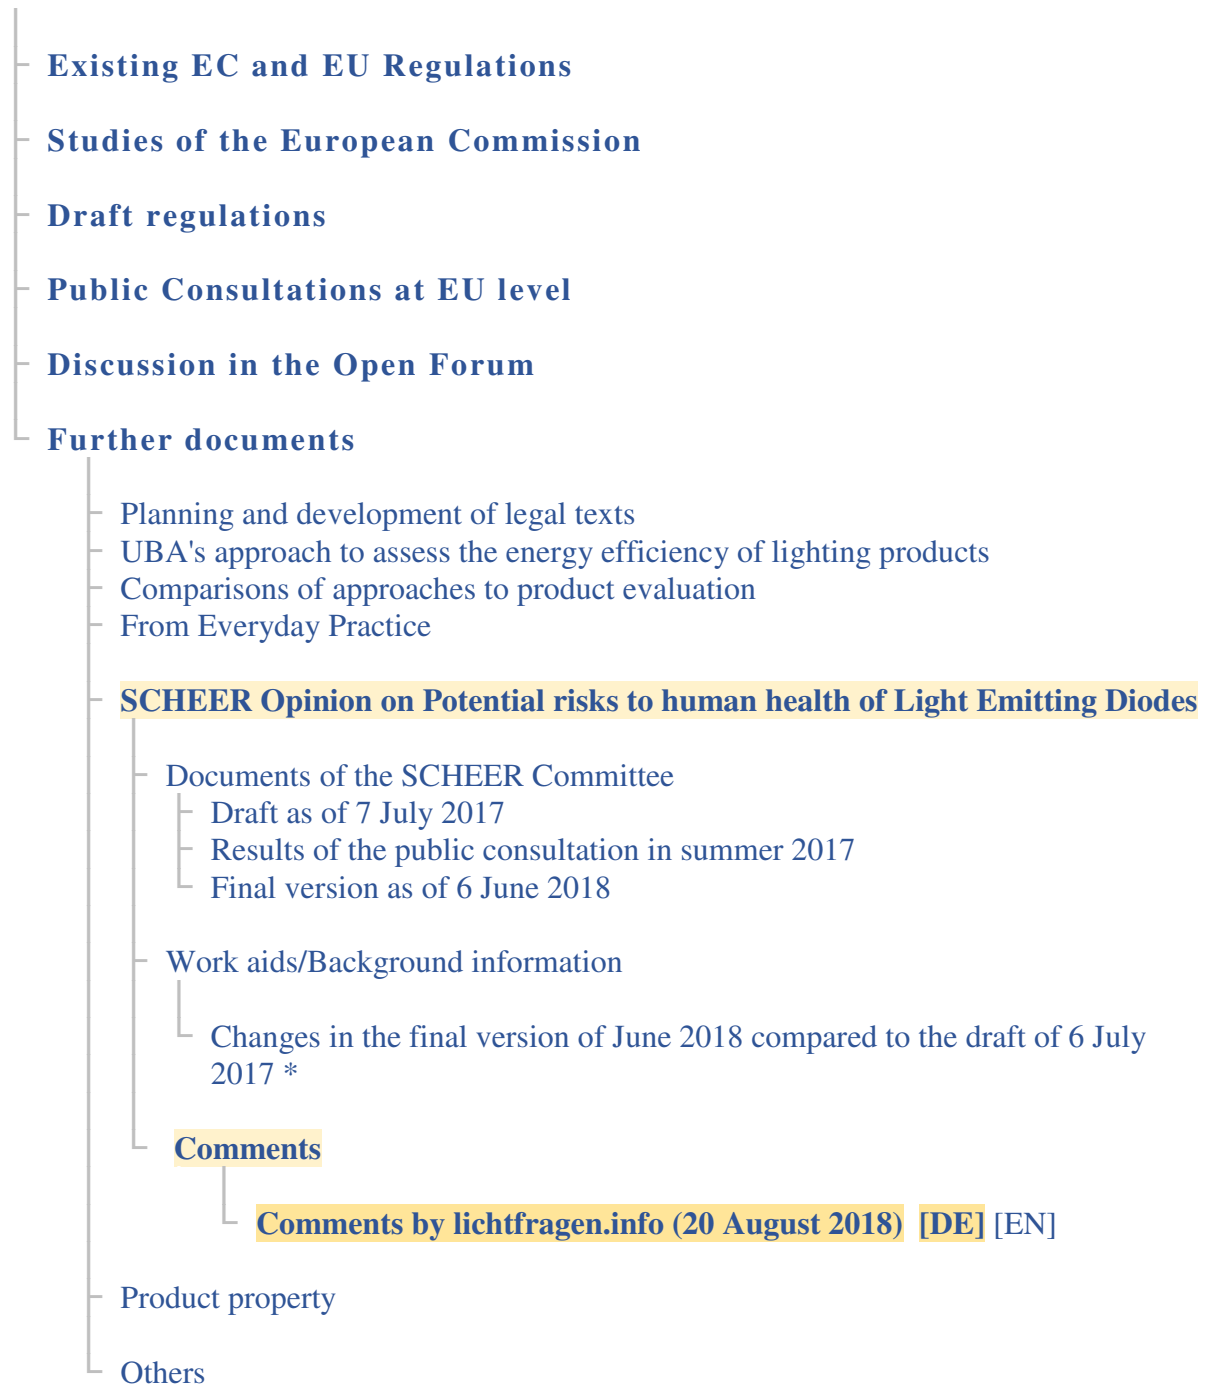 Existing EC and EU Regulations
Studies of the European Commission
Draft regulations
Public Consultations at EU level
Discussion in the Open Forum
Further documents
Planning and development of legal texts
UBA's approach to assess the energy efficiency of lighting products
Comparisons of approaches to product evaluation
From Everyday Practice
SCHEER Opinion on Potential risks to human health of Light Emitting Diodes
Documents of the SCHEER Committee
Draft as of 7 July 2017
Results of the public consultation in summer 2017
Final version as of 6 June 2018
Work aids/Background information
Changes in the final version of June 2018 compared to the draft of 6 July
2017 *
Comments
Comments by lichtfragen.info (20 August 2018) [DE] [EN]
Product property
Others